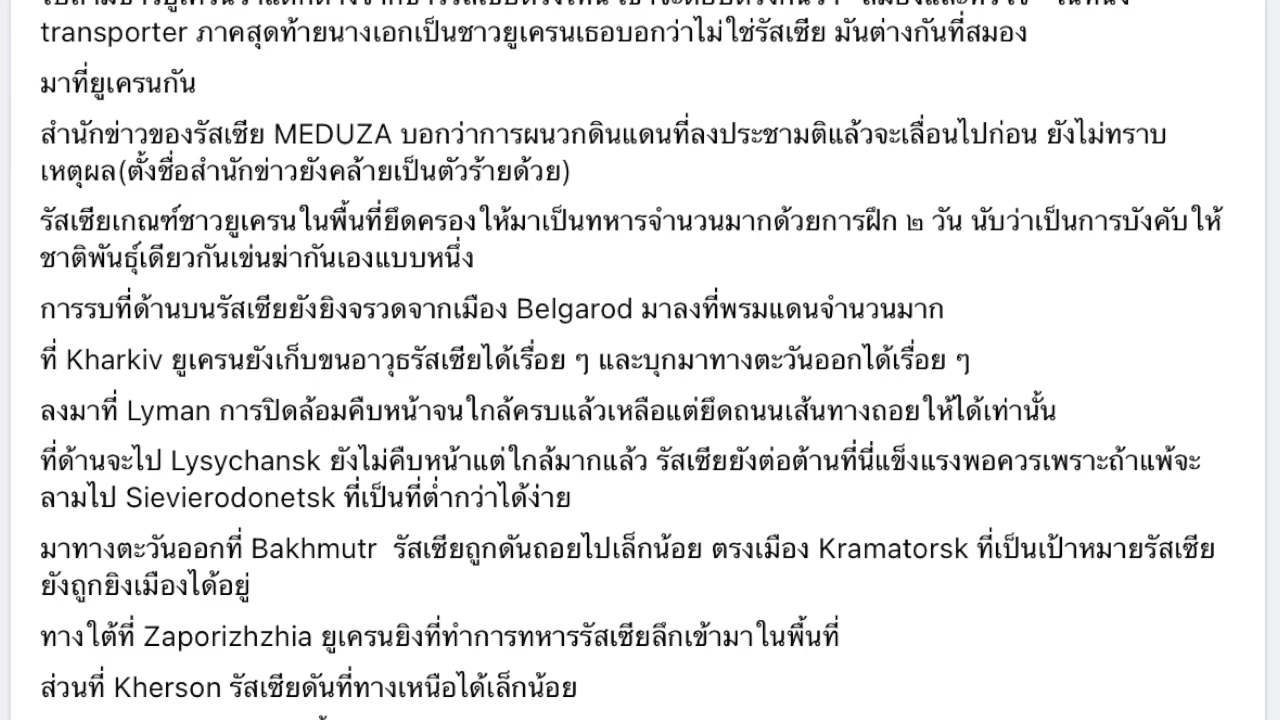 transporter ภาคสุดท้ายนางเอกเป็นชาวยูเครนเธอบอกว่าไม่ใช่รัสเซีย มันต่างกันที่สมอง
มาที่ยูเครนกัน
สำนักข่าวของรัสเซีย MEDUZA บอกว่าการผนวกดินแดนที่ลงประชามติแล้วจะเลื่อนไปก่อน ยังไม่ทราบ
เหตุผล(ตั้งชื่อสำนักข่าวยังคล้ายเป็นตัวร้ายด้วย)
รัสเซียเกณฑ์ชาวยูเครนในพื้นที่ยึดครองให้มาเป็นทหารจำนวนมากด้วยการฝึก ๒ วัน นับว่าเป็นการบังคับให้
ชาติพันธุ์เดียวกันเข่นฆ่ากันเองแบบหนึ่ง
การรบที่ด้านบนรัสเซียยังยิงจรวดจากเมือง Belgarod มาลงที่พรมแดนจำนวนมาก
ที่ Kharkiv ยูเครนยังเก็บขนอาวุธรัสเซียได้เรื่อย ๆ และบุกมาทางตะวันออกได้เรื่อย ๆ
ลงมาที่ Lyman การปิดล้อมคืบหน้าจนใกล้ครบแล้วเหลือแต่ยึดถนนเส้นทางถอยให้ได้เท่านั้น
ที่ด้านจะไป Lysychansk ยังไม่คืบหน้าแต่ใกล้มากแล้ว รัสเซียยังต่อต้านที่นี่แข็งแรงพอควรเพราะถ้าแพ้จะ
ลามไป Sievierodonetsk ที่เป็นที่ต่ำกว่าได้ง่าย
มาทางตะวันออกที่ Bakhmutr รัสเซียถูกดันถอยไปเล็กน้อย ตรงเมือง Kramatorsk ที่เป็นเป้าหมายรัสเซีย
ยังถูกยิงเมืองได้อยู่
ทางใต้ที่ Zaporizhzhia ยูเครนยิงที่ทำการทหารรัสเซียลึกเข้ามาในพื้นที่
ส่วนที่ Kherson รัสเซียดันที่ทางเหนือได้เล็กน้อย